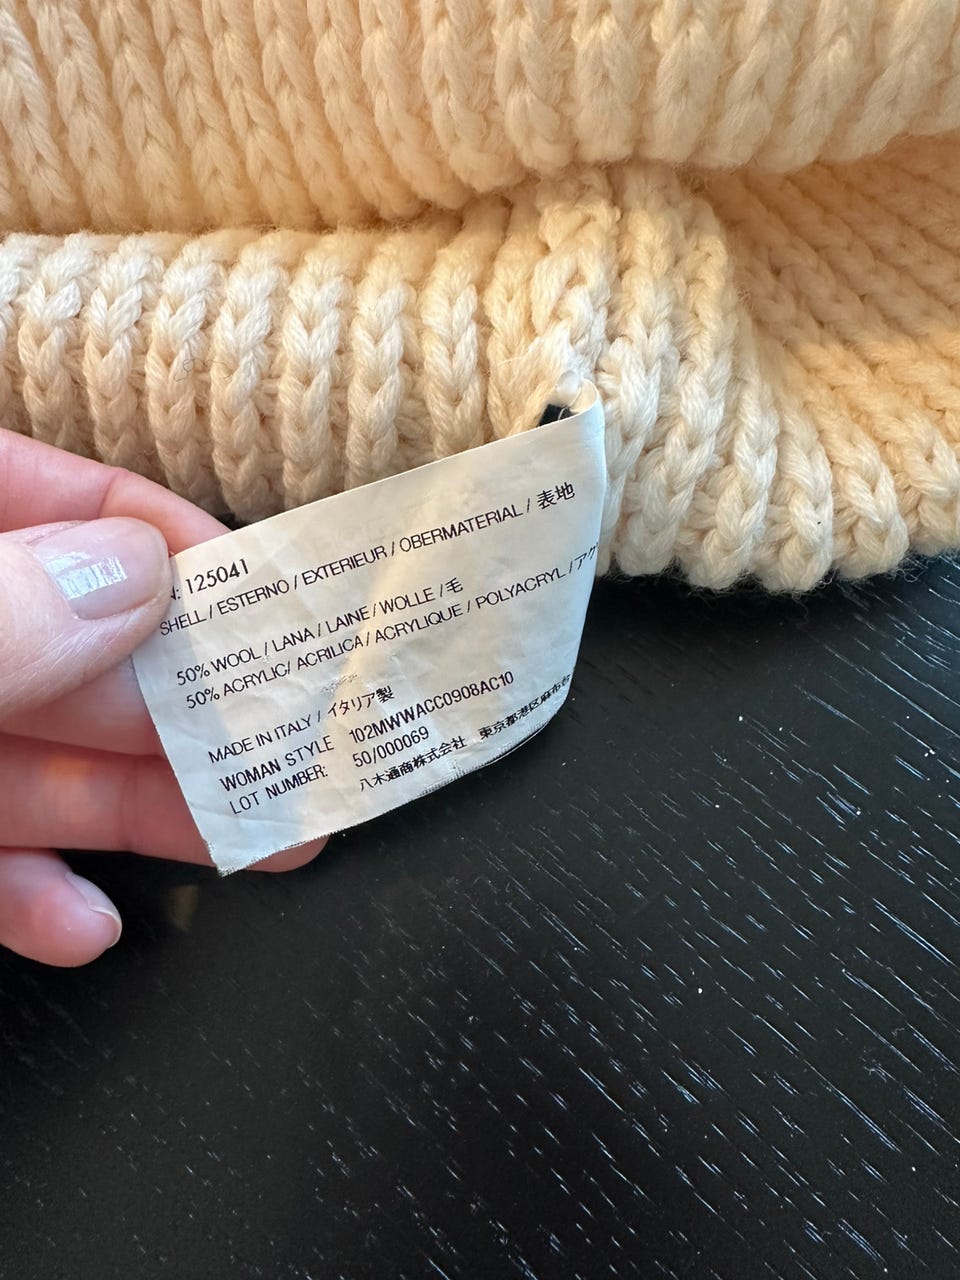 N: 125041
SHELL / ESTERNO / EXTERIEUR / OBERMATERIAL / 表地
50% WOOL / LANA / LAINE / WOLLE / 毛
50% ACRYLIC/ ACRILICA / ACRYLIQUE / POLYACRYL / アク
MADE IN ITALY / イタリア製
WOMAN STYLE 102MWWACC0908AC10
LOT NUMBER: 50/000069
八木通商株式会社 東京都港区麻布台